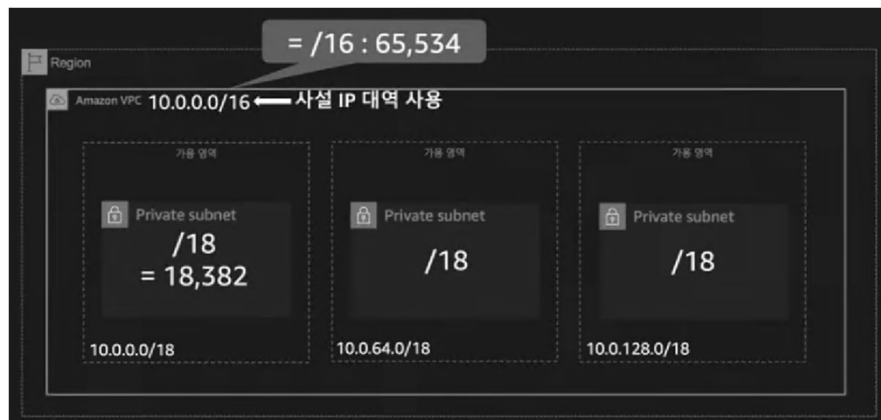 = /16 : 65,534
Region
Amazon VPC 10.0.0.0/16 사설 IP 대역 사용
가용 영역
가용 영역
가용 영역
Private subnet
/18
= 18,382
10.0.0.0/18
Private subnet
/18
10.0.64.0/18
Private subnet
/18
10.0.128.0/18